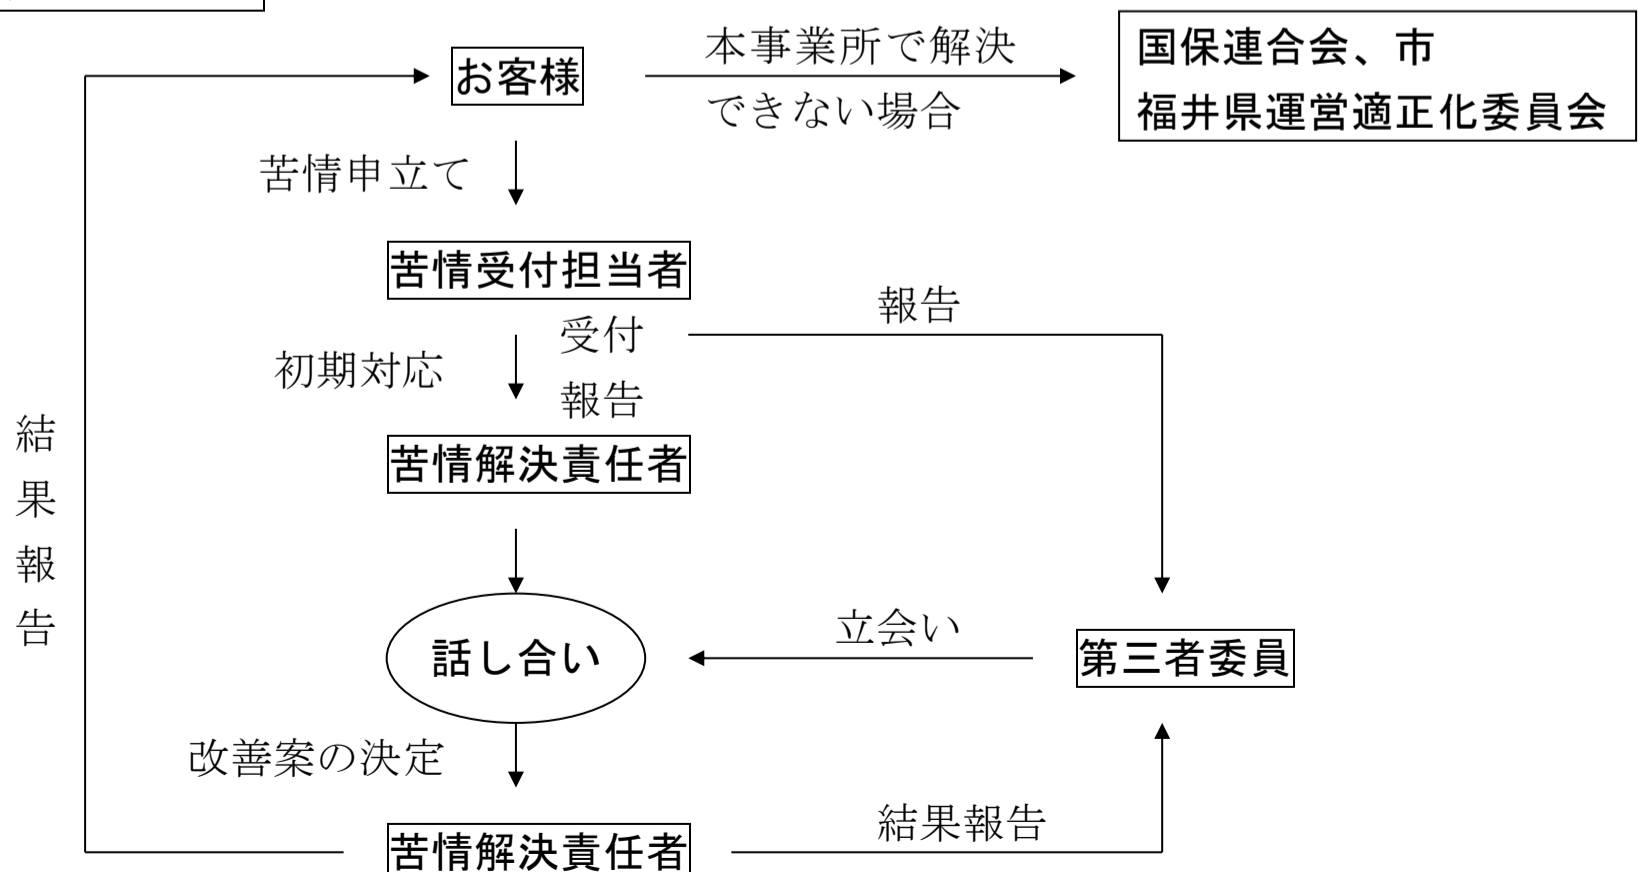 お客様
本事業所で解決
できない場合
国保連合会、市
福井県運営適正化委員会
苦情申立て
苦情受付担当者
初期対応
受付
報告
報告
苦情解決責任者
結果報告
話し合い
立会い
第三者委員
改善案の決定
苦情解決責任者
結果報告